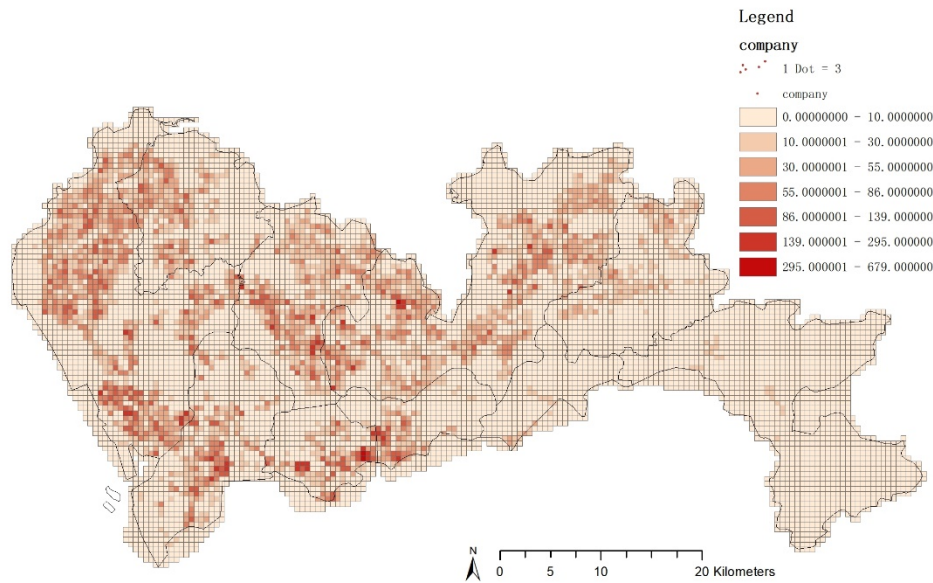 Legend
company
1 Dot = 3
company
0.00000000 - 10.0000000
10.0000001 - 30.0000000
30.0000001 - 55.0000000
55.0000001 - 86.0000000
86.0000001 - 139.000000
139.000001 - 295.000000
295.000001 - 679.000000
N
0 5 10 20 Kilometers